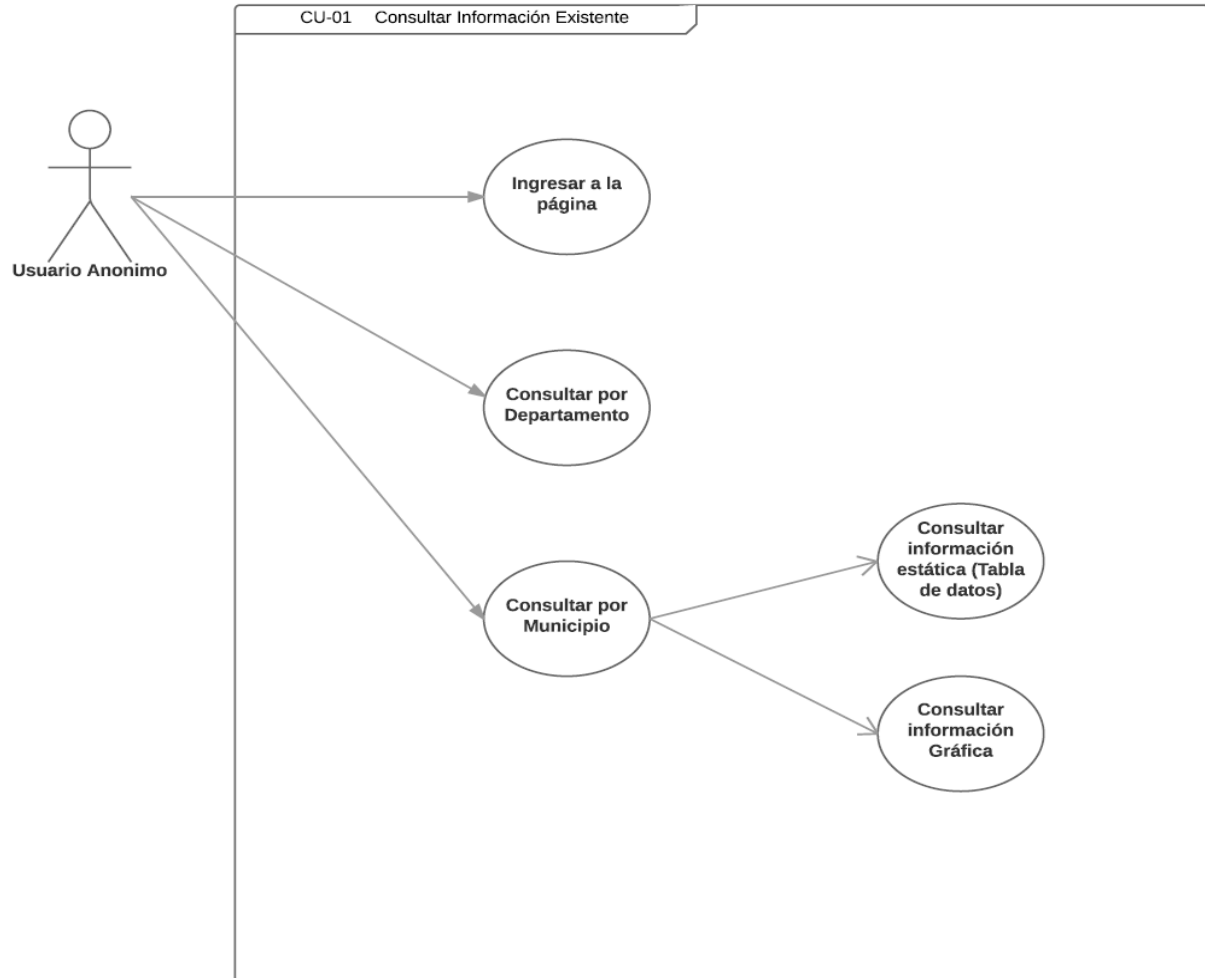 CU-01 Consultar Información Existente
Usuario Anonimo
Ingresar a la
página
Consultar por
Departamento
Consultar por
Municipio
Consultar
información
estática (Tabla
de datos)
Consultar
información
Gráfica